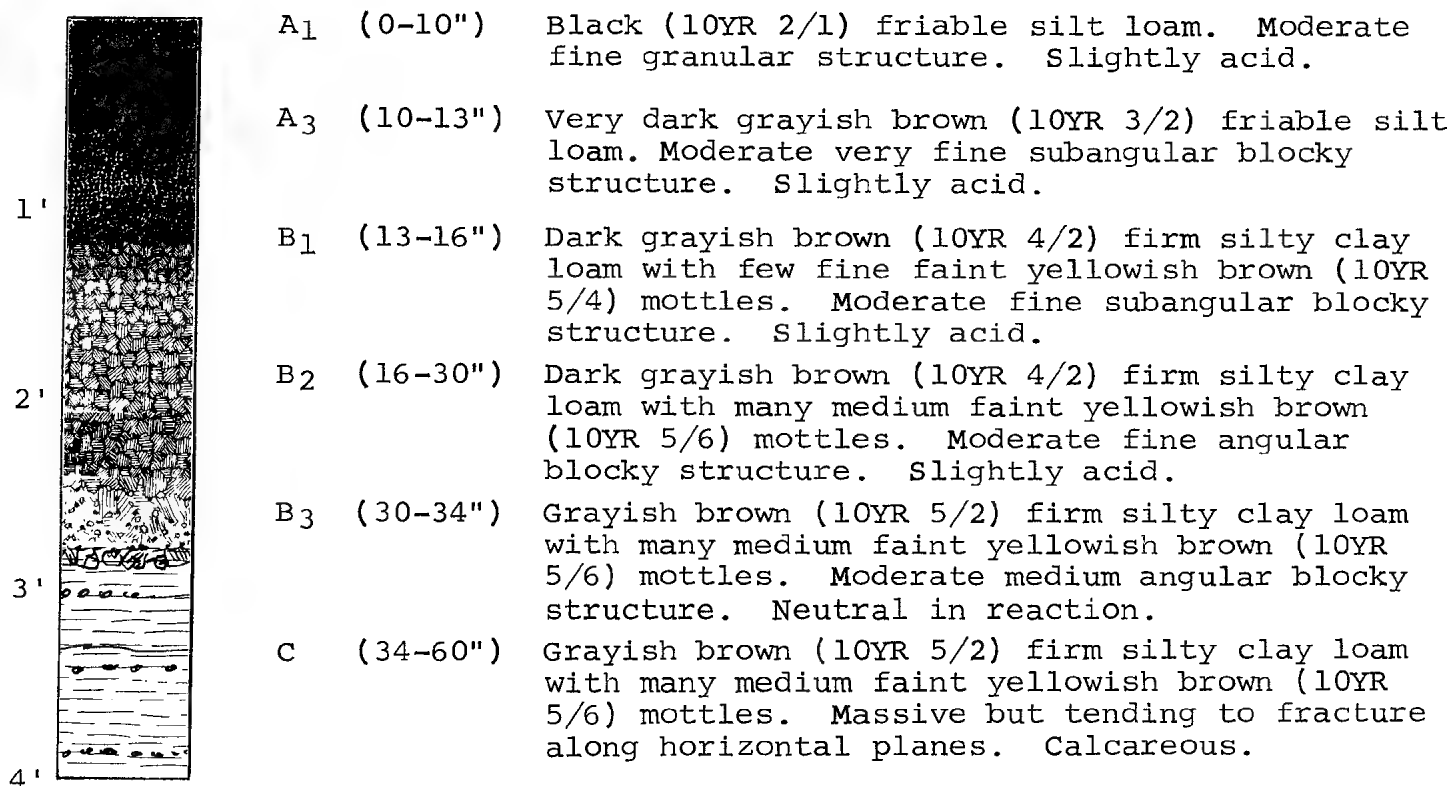 A1 (0-10") Black (10YR 2/1) friable silt loam. Moderate
fine granular structure. Slightly acid.
A3 (10-13") Very dark grayish brown (10YR 3/2) friable silt
loam. Moderate very fine subangular blocky
structure. Slightly acid.
1'
B1 (13-16") Dark grayish brown (10YR 4/2) firm silty clay
loam with few fine faint yellowish brown (10YR
5/4) mottles. Moderate fine subangular blocky
structure. Slightly acid.
B2 (16-30") Dark grayish brown (10YR 4/2) firm silty clay
2'
loam with many medium faint yellowish brown
(10YR 5/6) mottles. Moderate fine angular
blocky structure. Slightly acid.
B3 (30-34") Grayish brown (10YR 5/2) firm silty clay loam
with many medium faint yellowish brown (10YR
3'
5/6) mottles. Moderate medium angular blocky
structure. Neutral in reaction.
C (34-60") Grayish brown (10YR 5/2) firm silty clay loam
with many medium faint yellowish brown (10YR
5/6) mottles. Massive but tending to fracture
along horizontal planes. Calcareous.
4'